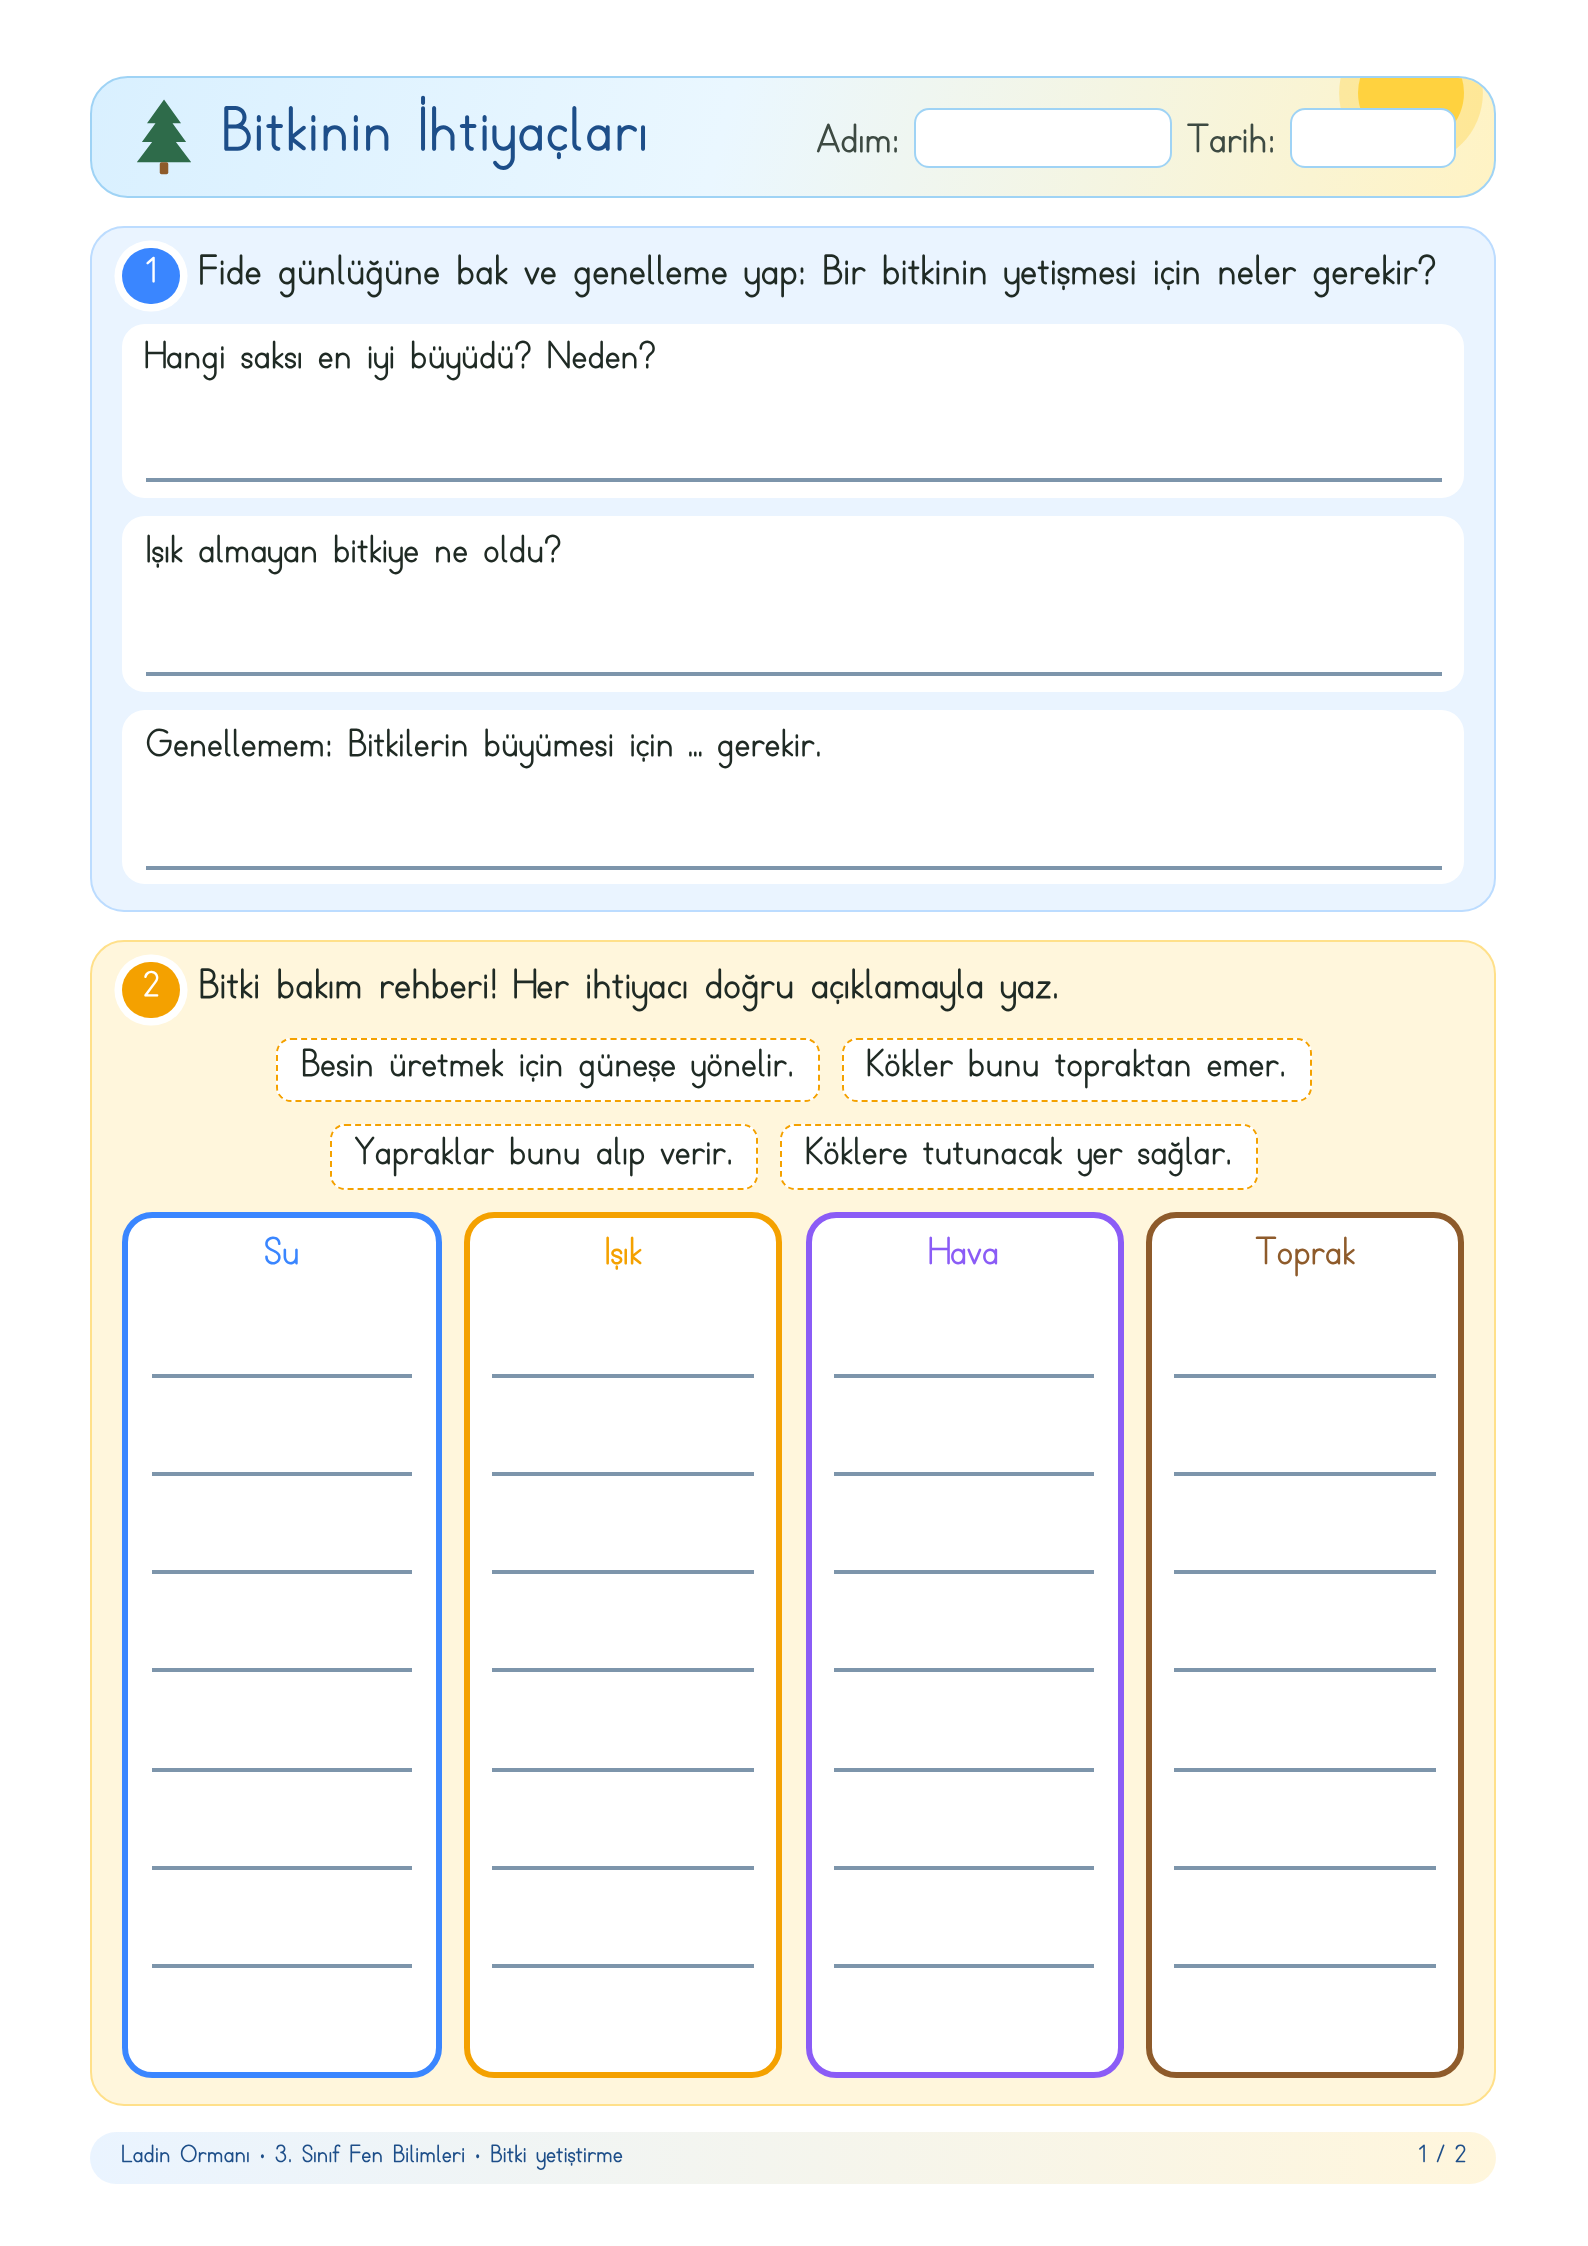 Bitkinin İhtiyaçları
Adım:
Tarih:
1
Fide günlüğüne bak ve genelleme yap: Bir bitkinin yetişmesi için neler gerekir?
Hangi saksı en iyi büyüdü? Neden?
Işık almayan bitkiye ne oldu?
Genellemem: Bitkilerin büyümesi için ... gerekir.
2
Bitki bakım rehberi! Her ihtiyacı doğru açıklamayla yaz.
Besin üretmek için güneşe yönelir.
Kökler bunu topraktan emer.
Yapraklar bunu alıp verir.
Köklere tutunacak yer sağlar.
Su
Işık
Hava
Toprak
Ladin Ormanı • 3. Sınıf Fen Bilimleri • Bitki yetiştirme
1 / 2